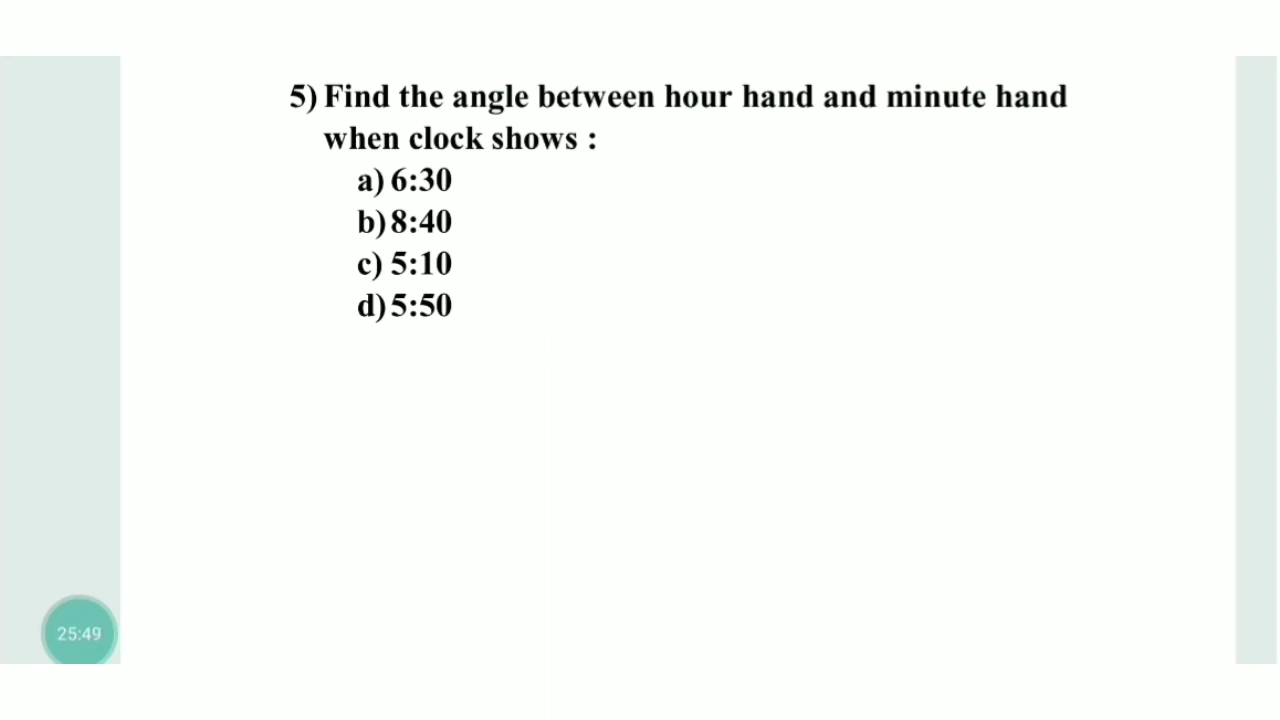 5) Find the angle between hour hand and minute hand
when clock shows :
a) 6:30
b) 8:40
c) 5:10
d) 5:50
25:49